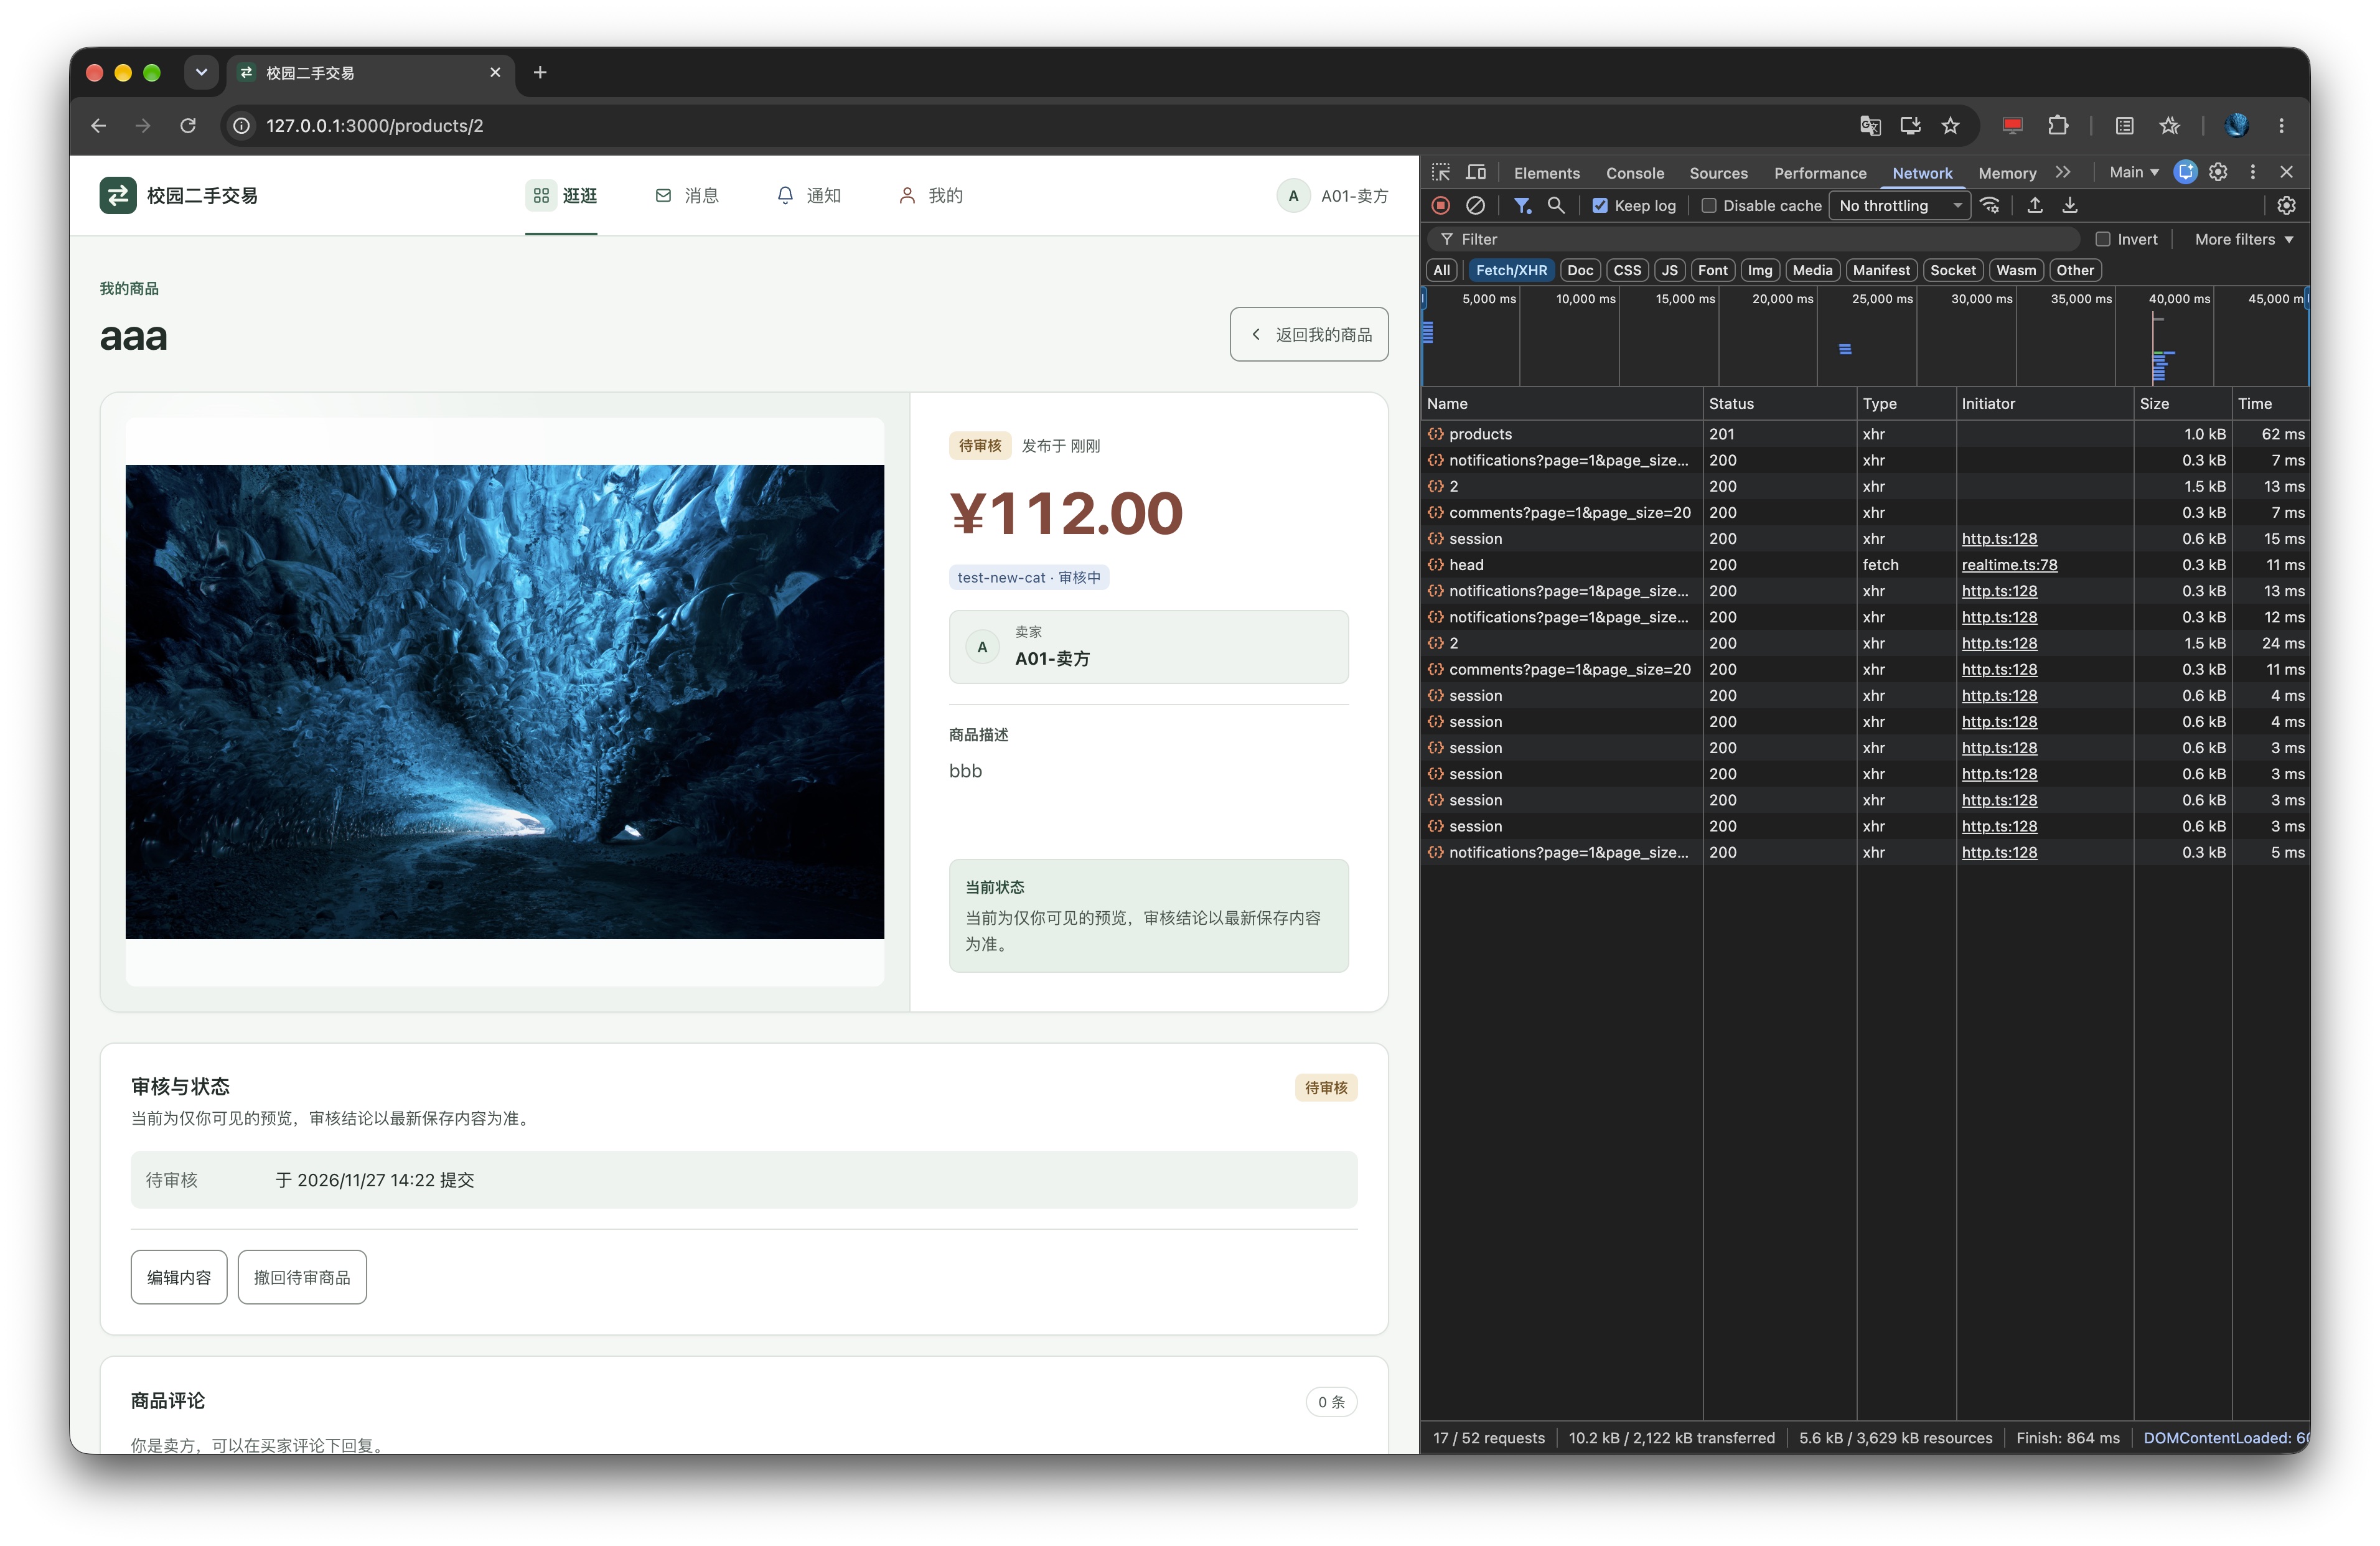 校园二手交易
127.0.0.1:3000/products/2
校园二手交易
逛逛
消息
通知
我的
A
A01-卖方
我的商品
aaa
返回我的商品
待审核
发布于 刚刚
¥112.00
test-new-cat · 审核中
A
卖家
A01-卖方
商品描述
bbb
当前状态
当前为仅你可见的预览，审核结论以最新保存内容
为准。
审核与状态
待审核
当前为仅你可见的预览，审核结论以最新保存内容为准。
待审核
于 2026/11/27 14:22 提交
编辑内容
撤回待审商品
商品评论
0 条
你是卖方，可以在买家评论下回复。
Elements
Console
Sources
Performance
Network
Memory
Main
Keep log
Disable cache
No throttling
Filter
Invert
More filters
All
Fetch/XHR
Doc
CSS
JS
Font
Img
Media
Manifest
Socket
Wasm
Other
5,000 ms
10,000 ms
15,000 ms
20,000 ms
25,000 ms
30,000 ms
35,000 ms
40,000 ms
45,000 m
Name Status Type Initiator Size Time
products 201 xhr 1.0 kB 62 ms
notifications?page=1&page_size... 200 xhr 0.3 kB 7 ms
2 200 xhr 1.5 kB 13 ms
comments?page=1&page_size=20 200 xhr 0.3 kB 7 ms
session 200 xhr http.ts:128 0.6 kB 15 ms
head 200 fetch realtime.ts:78 0.3 kB 11 ms
notifications?page=1&page_size... 200 xhr http.ts:128 0.3 kB 13 ms
notifications?page=1&page_size... 200 xhr http.ts:128 0.3 kB 12 ms
2 200 xhr http.ts:128 1.5 kB 24 ms
comments?page=1&page_size=20 200 xhr http.ts:128 0.3 kB 11 ms
session 200 xhr http.ts:128 0.6 kB 4 ms
session 200 xhr http.ts:128 0.6 kB 4 ms
session 200 xhr http.ts:128 0.6 kB 3 ms
session 200 xhr http.ts:128 0.6 kB 3 ms
session 200 xhr http.ts:128 0.6 kB 3 ms
session 200 xhr http.ts:128 0.6 kB 3 ms
notifications?page=1&page_size... 200 xhr http.ts:128 0.3 kB 5 ms
17 / 52 requests
10.2 kB / 2,122 kB transferred
5.6 kB / 3,629 kB resources
Finish: 864 ms
DOMContentLoaded: 6